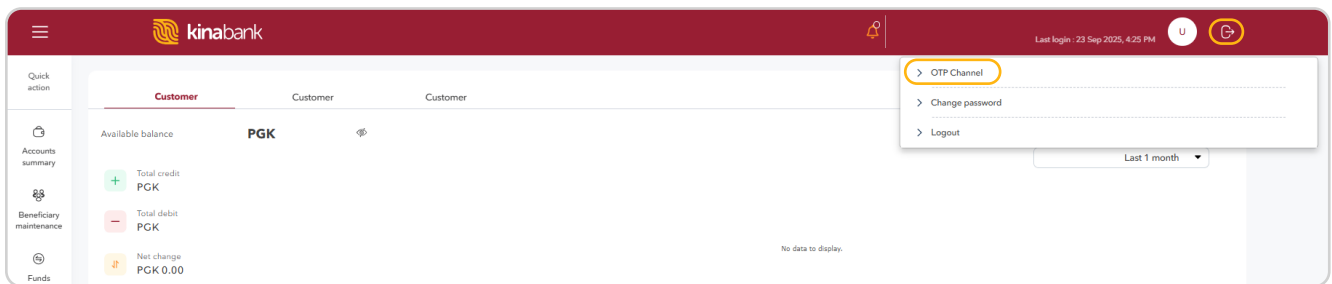 kinabank
Last login : 23 Sep 2025, 4:25 PM
U
Quick
action
OTP Channel
Change password
Logout
Customer
Customer
Customer
Available balance
PGK
Last 1 month
Accounts
summary
Total credit
PGK
Total debit
PGK
Beneficiary
maintenance
No data to display.
Net change
PGK 0.00
Funds